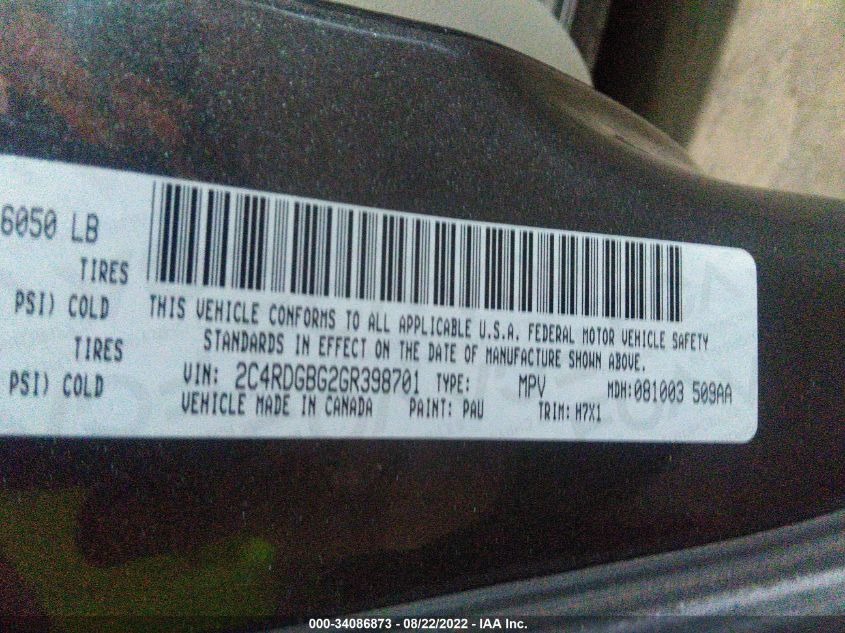 6050 LB
TIRES
PSI) COLD
TIRES
PSI) COLD
THIS VEHICLE CONFORMS TO ALL APPLICABLE U.S.A. FEDERAL MOTOR VEHICLE SAFETY
STANDARDS IN EFFECT ON THE DATE OF MANUFACTURE SHOWN ABOVE.
VIN: 2C4RDGBG2GR398701 TYPE: MPV MDH:081003 509AA
VEHICLE MADE IN CANADA PAINT: PAU TRIM: H7X1
000-34086873 - 08/22/2022 - IAA Inc.